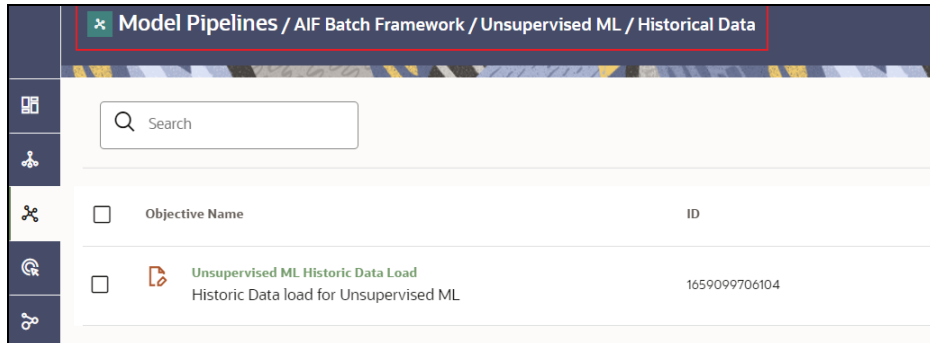 Model Pipelines / AIF Batch Framework / Unsupervised ML / Historical Data
Search
Objective Name ID
Unsupervised ML Historic Data Load
Historic Data load for Unsupervised ML 1659099706104